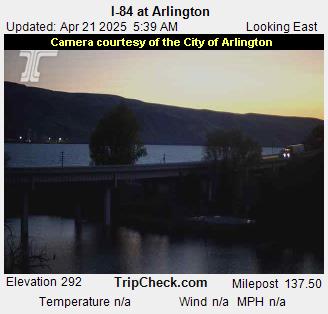 I-84 at Arlington
Updated: Apr 21 2025 5:39 AM Looking East
Camera courtesy of the City of Arlington
Elevation 292 TripCheck.com Milepost 137.50
Temperature n/a Wind n/a MPH n/a